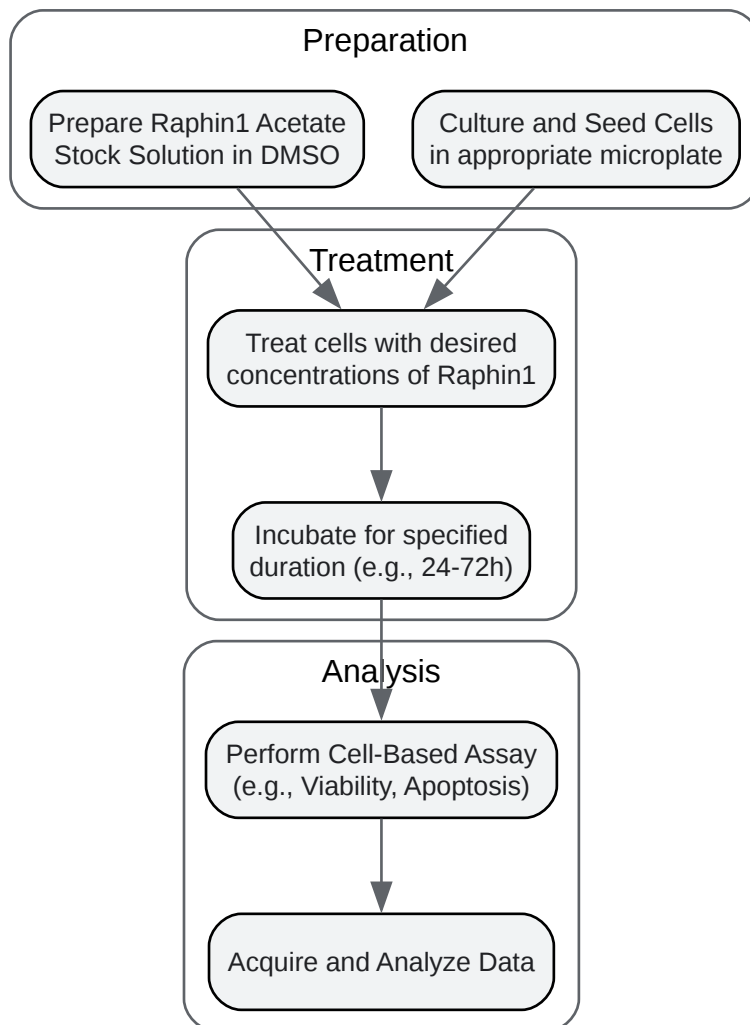 Preparation
Prepare Raphin1 Acetate
Stock Solution in DMSO
Culture and Seed Cells
in appropriate microplate
Treatment
Treat cells with desired
concentrations of Raphin1
Incubate for specified
duration (e.g., 24-72h)
Analysis
Perform Cell-Based Assay
(e.g., Viability, Apoptosis)
Acquire and Analyze Data